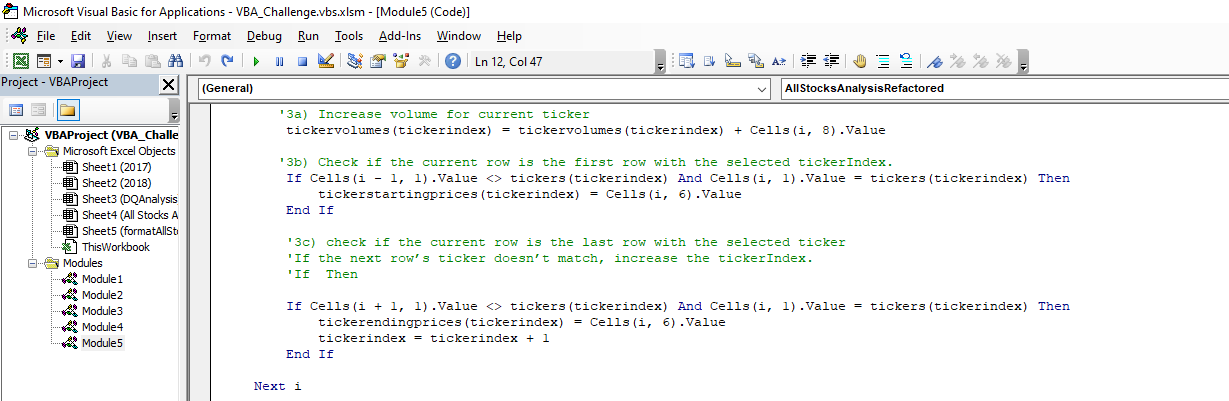 Microsoft Visual Basic for Applications - VBA_Challenge.vbs.xlsm - [Module5 (Code)]
File Edit View Insert Format Debug Run Tools Add-Ins Window Help
Ln 12, Col 47
Project - VBAProject
(General)
AllStocksAnalysisRefactored
VBAProject (VBA_Challe
Microsoft Excel Objects
Sheet1 (2017)
Sheet2 (2018)
Sheet3 (DQAnalysis
Sheet4 (All Stocks A
Sheet5 (formatAllSto
ThisWorkbook
Modules
Module1
Module2
Module3
Module4
Module5
'3a) Increase volume for current ticker
tickervolumes(tickerindex) = tickervolumes(tickerindex) + Cells(i, 8).Value
'3b) Check if the current row is the first row with the selected tickerIndex.
If Cells(i - 1, 1).Value <> tickers(tickerindex) And Cells(i, 1).Value = tickers(tickerindex) Then
tickerstartingprices(tickerindex) = Cells(i, 6).Value
End If
'3c) check if the current row is the last row with the selected ticker
'If the next row’s ticker doesn’t match, increase the tickerIndex.
'If  Then
If Cells(i + 1, 1).Value <> tickers(tickerindex) And Cells(i, 1).Value = tickers(tickerindex) Then
tickerendingprices(tickerindex) = Cells(i, 6).Value
tickerindex = tickerindex + 1
End If
Next i